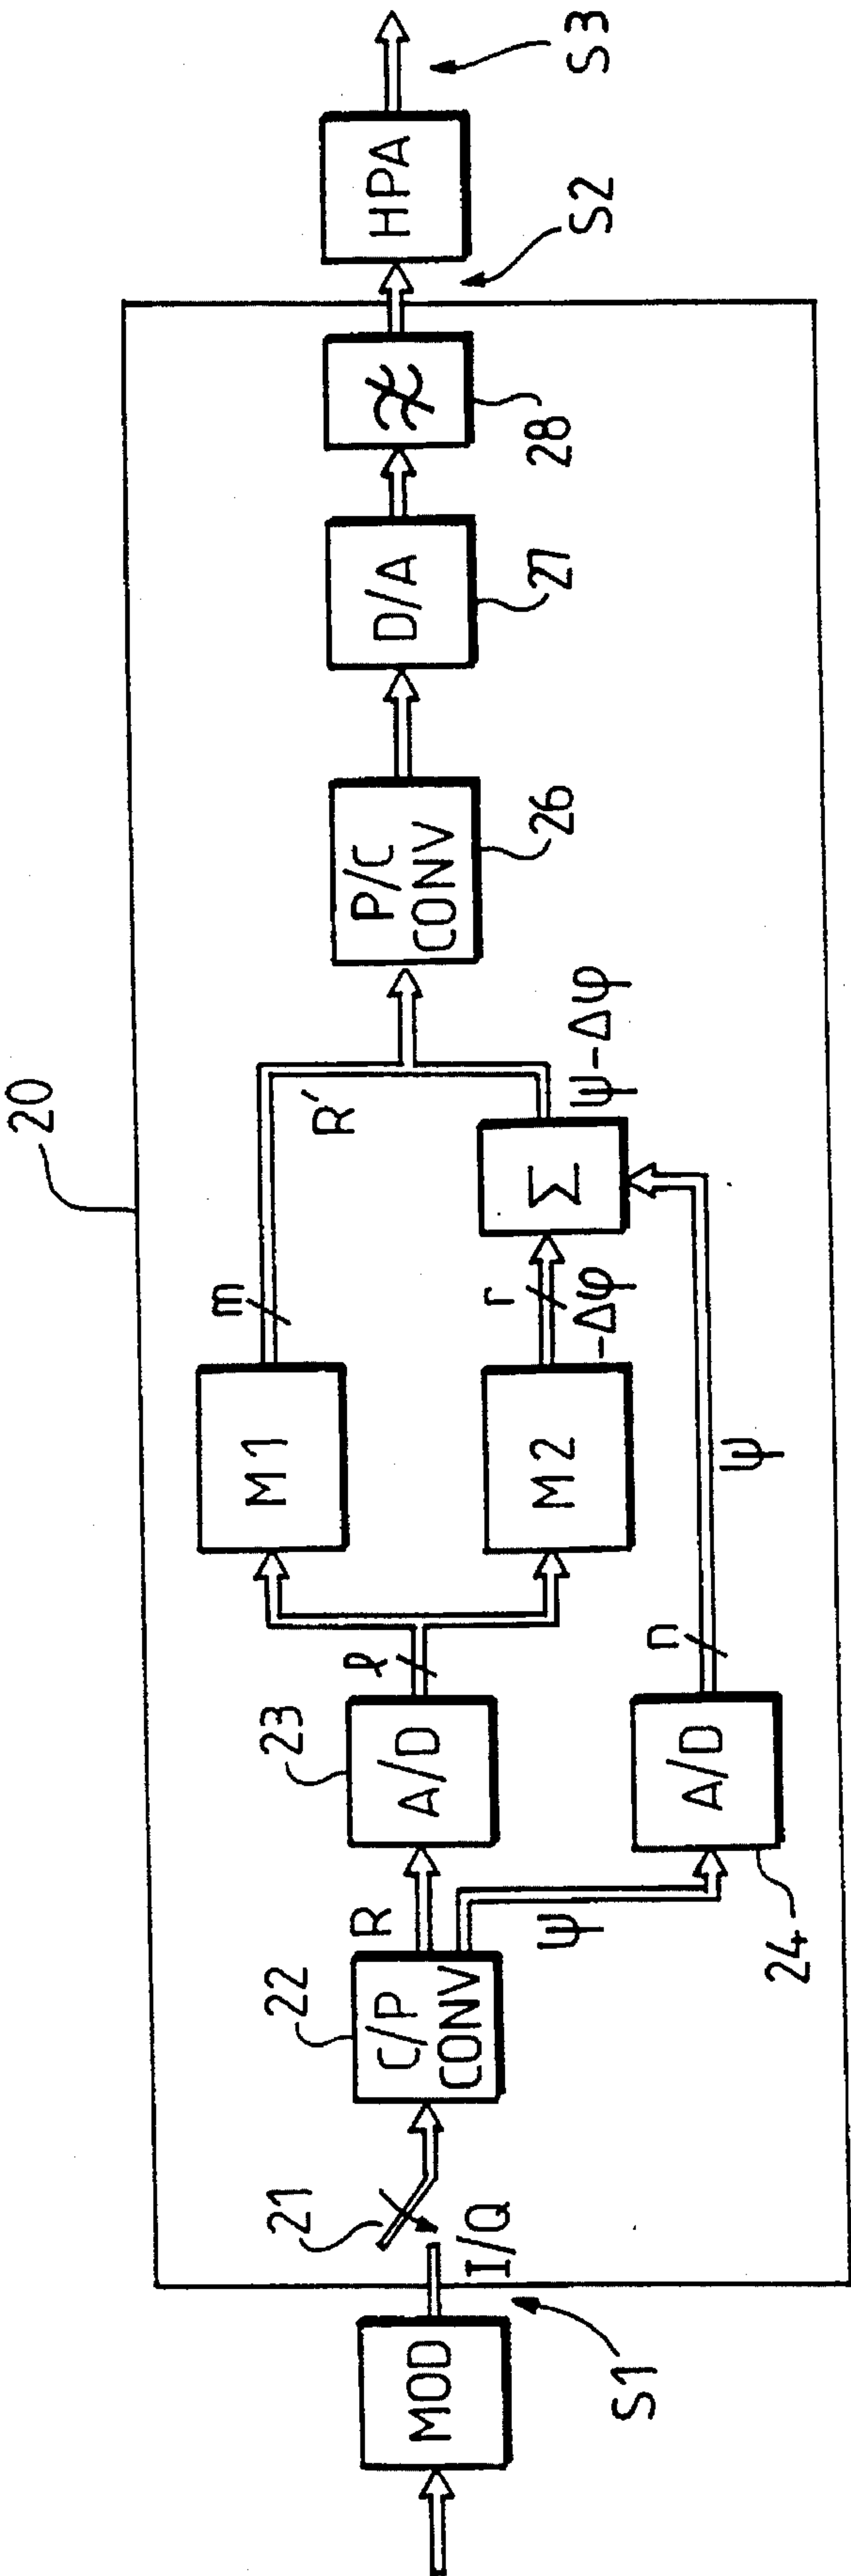 20
MOD
S1
I/Q
21
C/P
CONV
22
R
ψ
A/D
23
A/D
24
ℓ
n
ψ
M1
M2
m
r
-Δφ
Σ
R′
ψ-Δφ
P/C
CONV
26
D/A
27
28
S2
HPA
S3